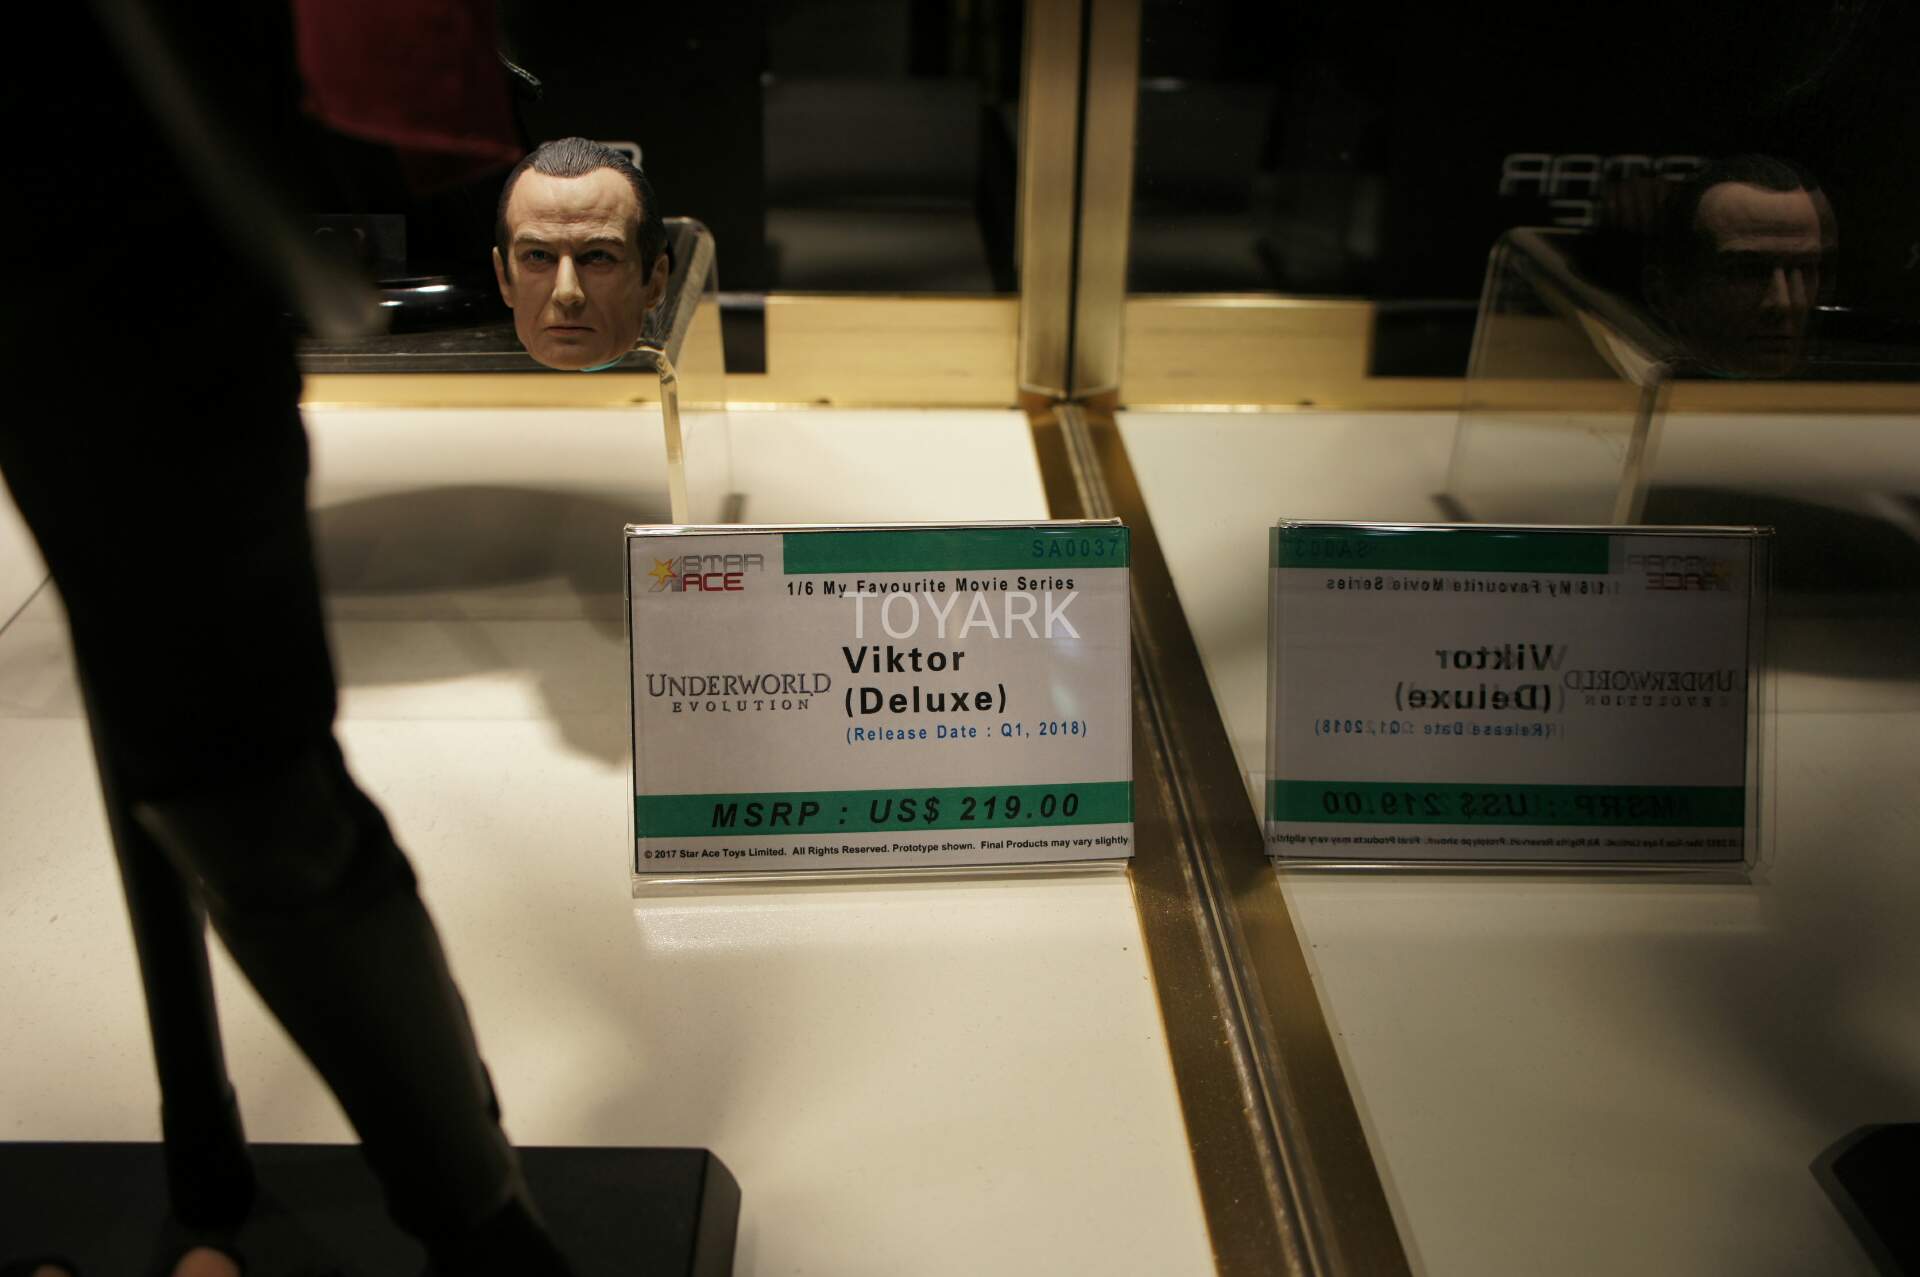 STAR
ACE
SA0037
1/6 My Favourite Movie Series
TOYARK
Viktor
(Deluxe)
UNDERWORLD
EVOLUTION
(Release Date : Q1, 2018)
MSRP : US$ 219.00
© 2017 Star Ace Toys Limited. All Rights Reserved. Prototype shown. Final Products may vary slightly